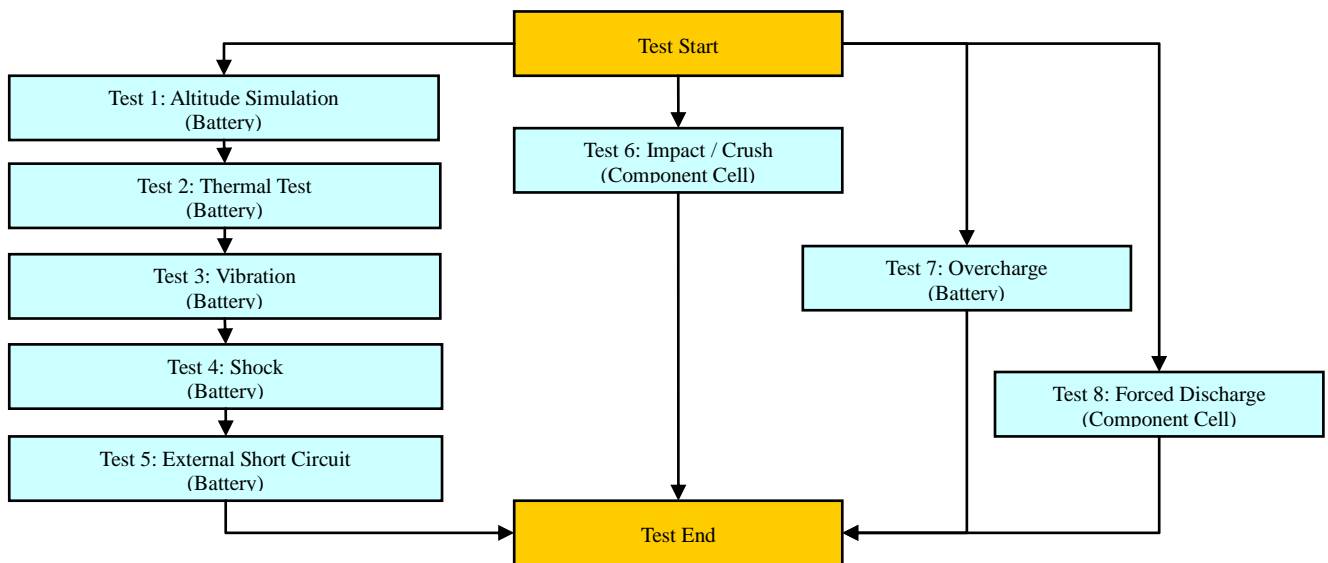 Test Start
Test 1: Altitude Simulation
(Battery)
Test 2: Thermal Test
(Battery)
Test 3: Vibration
(Battery)
Test 4: Shock
(Battery)
Test 5: External Short Circuit
(Battery)
Test 6: Impact / Crush
(Component Cell)
Test 7: Overcharge
(Battery)
Test 8: Forced Discharge
(Component Cell)
Test End